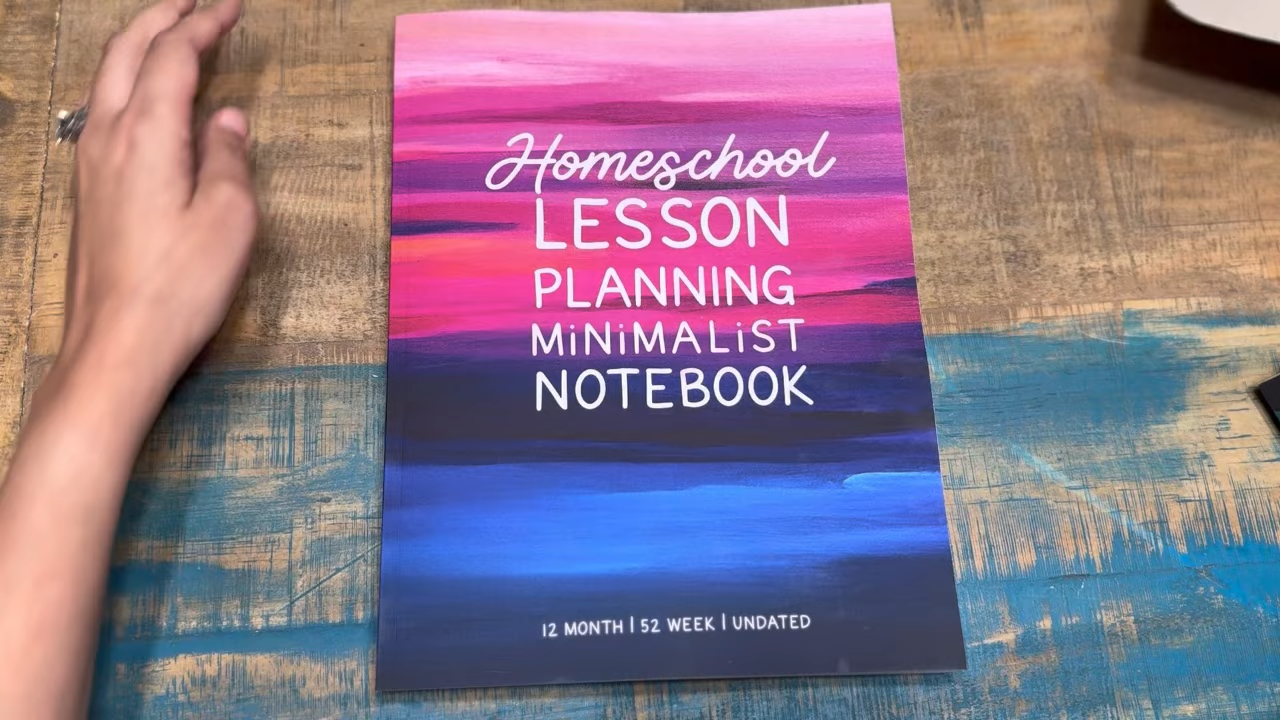 Homeschool
LESSON
PLANNING
MiNiMALiST
NOTEBOOK
12 MONTH | 52 WEEK | UNDATED